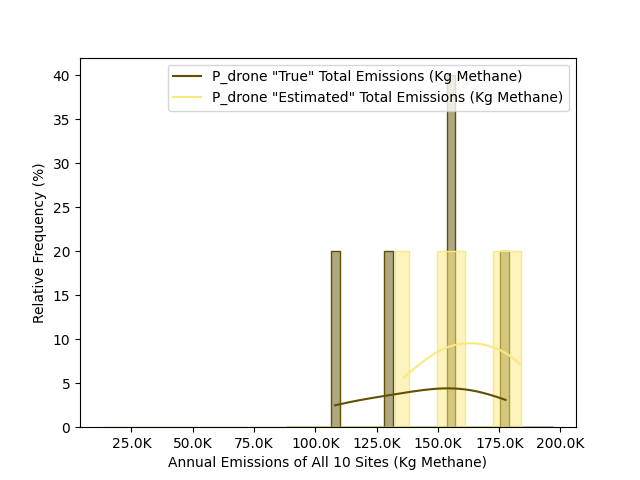 P_drone "True" Total Emissions (Kg Methane)
P_drone "Estimated" Total Emissions (Kg Methane)
40
35
30
25
20
15
10
5
0
Relative Frequency (%)
25.0K 50.0K 75.0K 100.0K 125.0K 150.0K 175.0K 200.0K
Annual Emissions of All 10 Sites (Kg Methane)